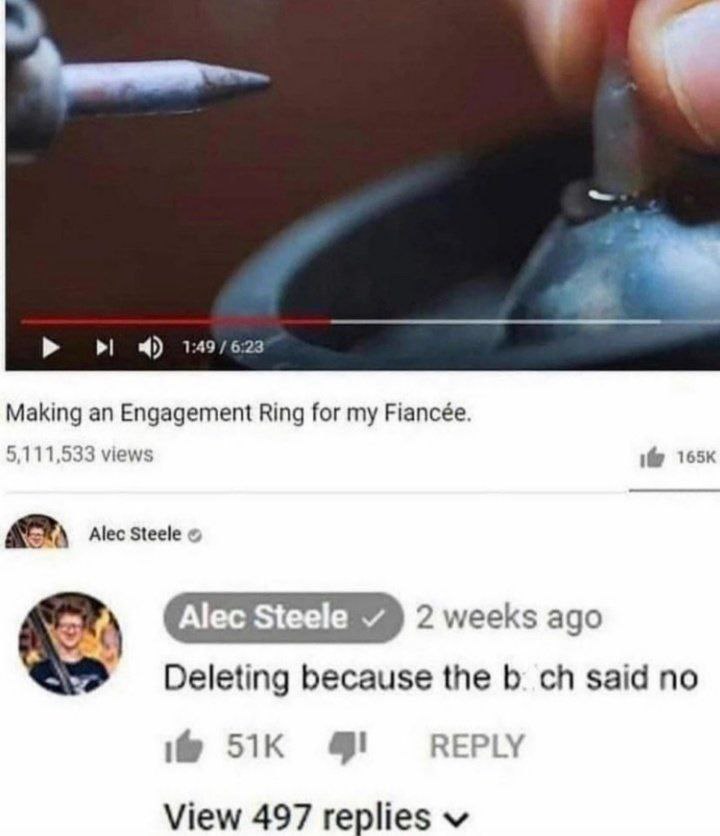 1:49 / 6:23
Making an Engagement Ring for my Fiancée.
5,111,533 views
165K
Alec Steele
Alec Steele 2 weeks ago
Deleting because the b ch said no
51K REPLY
View 497 replies